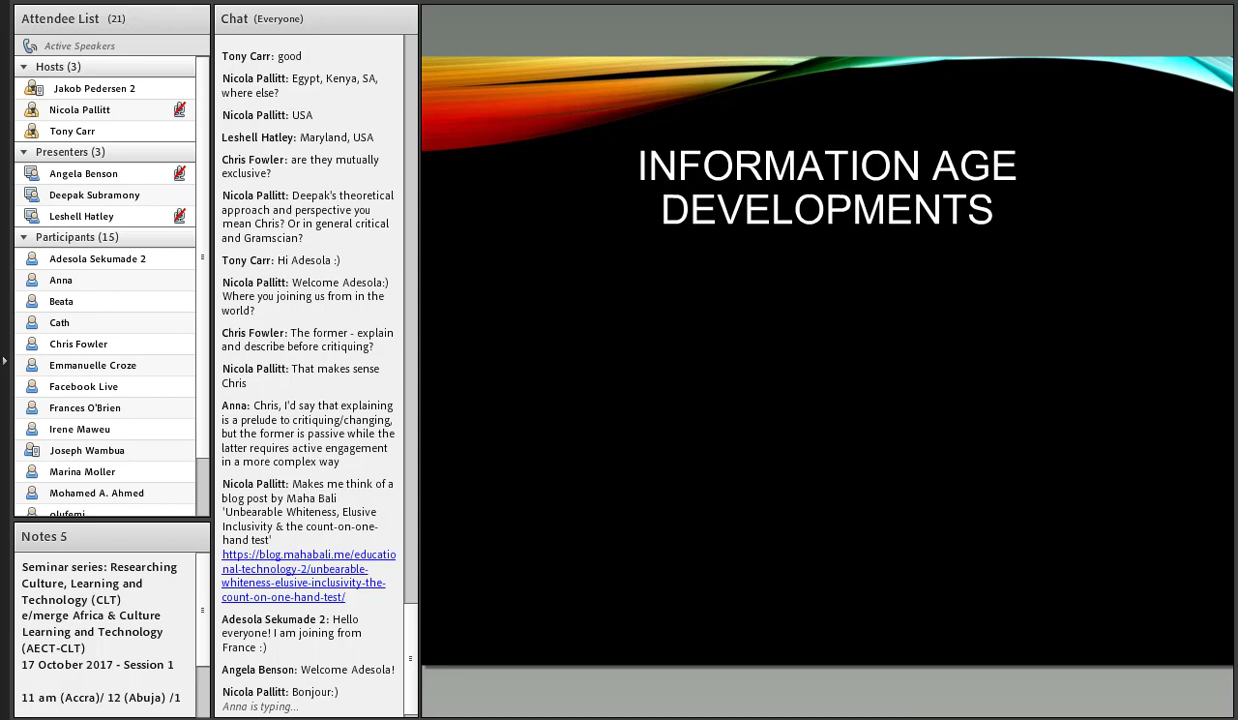 Attendee List (21)
Active Speakers
Hosts (3)
Jakob Pedersen 2
Nicola Pallitt
Tony Carr
Presenters (3)
Angela Benson
Deepak Subramony
Leshell Hatley
Participants (15)
Adesola Sekumade 2
Anna
Beata
Cath
Chris Fowler
Emmanuelle Croze
Facebook Live
Frances O'Brien
Irene Maweu
Joseph Wambua
Marina Moller
Mohamed A. Ahmed
olufemi
Notes 5
Seminar series: Researching
Culture, Learning and
Technology (CLT)
e/merge Africa & Culture
Learning and Technology
(AECT-CLT)
17 October 2017 - Session 1
11 am (Accra)/ 12 (Abuja) /1
Chat (Everyone)
Tony Carr: good
Nicola Pallitt: Egypt, Kenya, SA,
where else?
Nicola Pallitt: USA
Leshell Hatley: Maryland, USA
Chris Fowler: are they mutually
exclusive?
Nicola Pallitt: Deepak's theoretical
approach and perspective you
mean Chris? Or in general critical
and Gramscian?
Tony Carr: Hi Adesola :)
Nicola Pallitt: Welcome Adesola:)
Where you joining us from in the
world?
Chris Fowler: The former - explain
and describe before critiquing?
Nicola Pallitt: That makes sense
Chris
Anna: Chris, I'd say that explaining
is a prelude to critiquing/changing,
but the former is passive while the
latter requires active engagement
in a more complex way
Nicola Pallitt: Makes me think of a
blog post by Maha Bali
'Unbearable Whiteness, Elusive
Inclusivity & the count-on-one-
hand test'
https://blog.mahabali.me/educatio
nal-technology-2/unbearable-
whiteness-elusive-inclusivity-the-
count-on-one-hand-test/
Adesola Sekumade 2: Hello
everyone! I am joining from
France :)
Angela Benson: Welcome Adesola!
Nicola Pallitt: Bonjour:)
Anna is typing...
INFORMATION AGE
DEVELOPMENTS